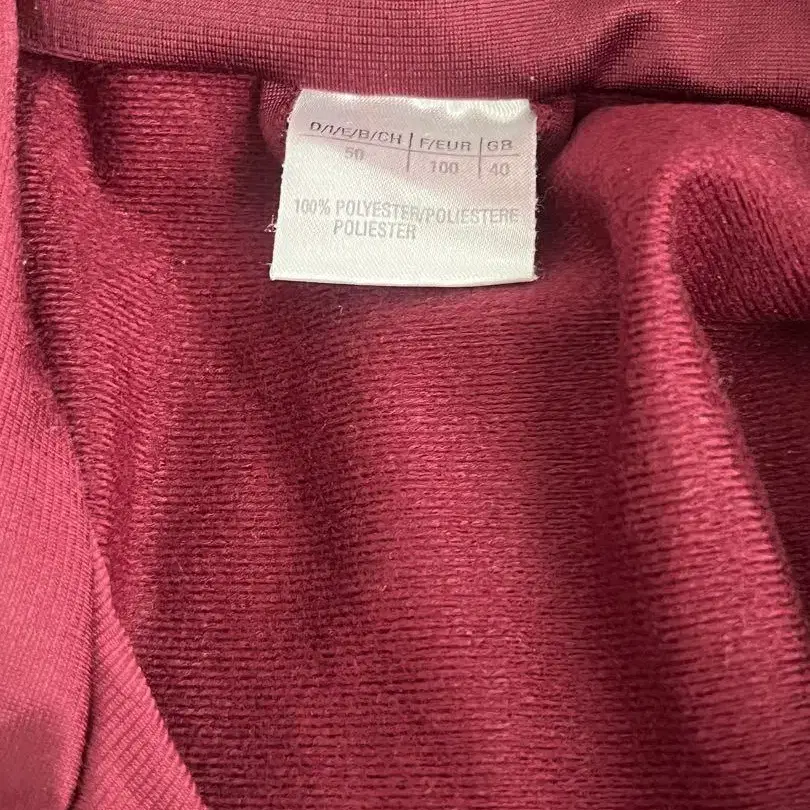 D/I/E/B/CH | F/EUR | GB
50 | 100 | 40
100% POLYESTER/POLIESTERE
POLIESTER